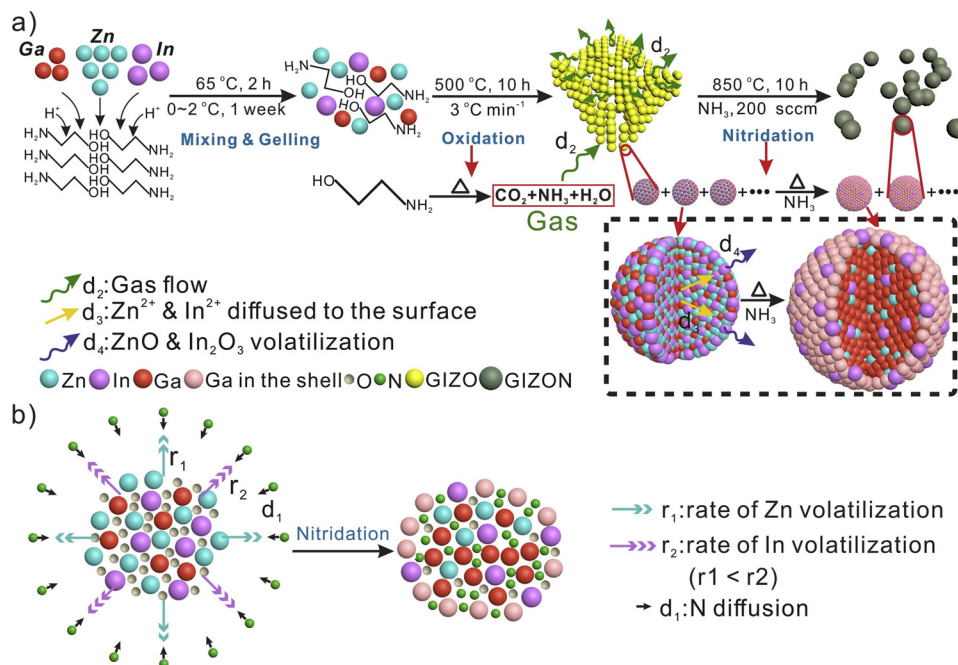 a)
Ga
Zn
In
H⁺
H⁺
H₂N
H₂N
H₂N
HO
HO
HO
OH
OH
OH
NH₂
NH₂
NH₂
65 °C, 2 h
0~2 °C, 1 week
Mixing & Gelling
H₂N
HO
HO
OH
NH₂
NH₂
500 °C, 10 h
3 °C min⁻¹
Oxidation
d₂
d₂
850 °C, 10 h
NH₃, 200 sccm
Nitridation
HO
NH₂
Δ
CO₂+NH₃+H₂O
Gas
+ + + ••••
Δ
NH₃
+ + ••••
d₄
d₃
Δ
NH₃
d₂:Gas flow
d₃:Zn²⁺ & In²⁺ diffused to the surface
d₄:ZnO & In₂O₃ volatilization
Zn In Ga Ga in the shell O N GIZO GIZON
b)
r₁
r₂
d₁
Nitridation
r₁:rate of Zn volatilization
r₂:rate of In volatilization
(r1 < r2)
d₁:N diffusion